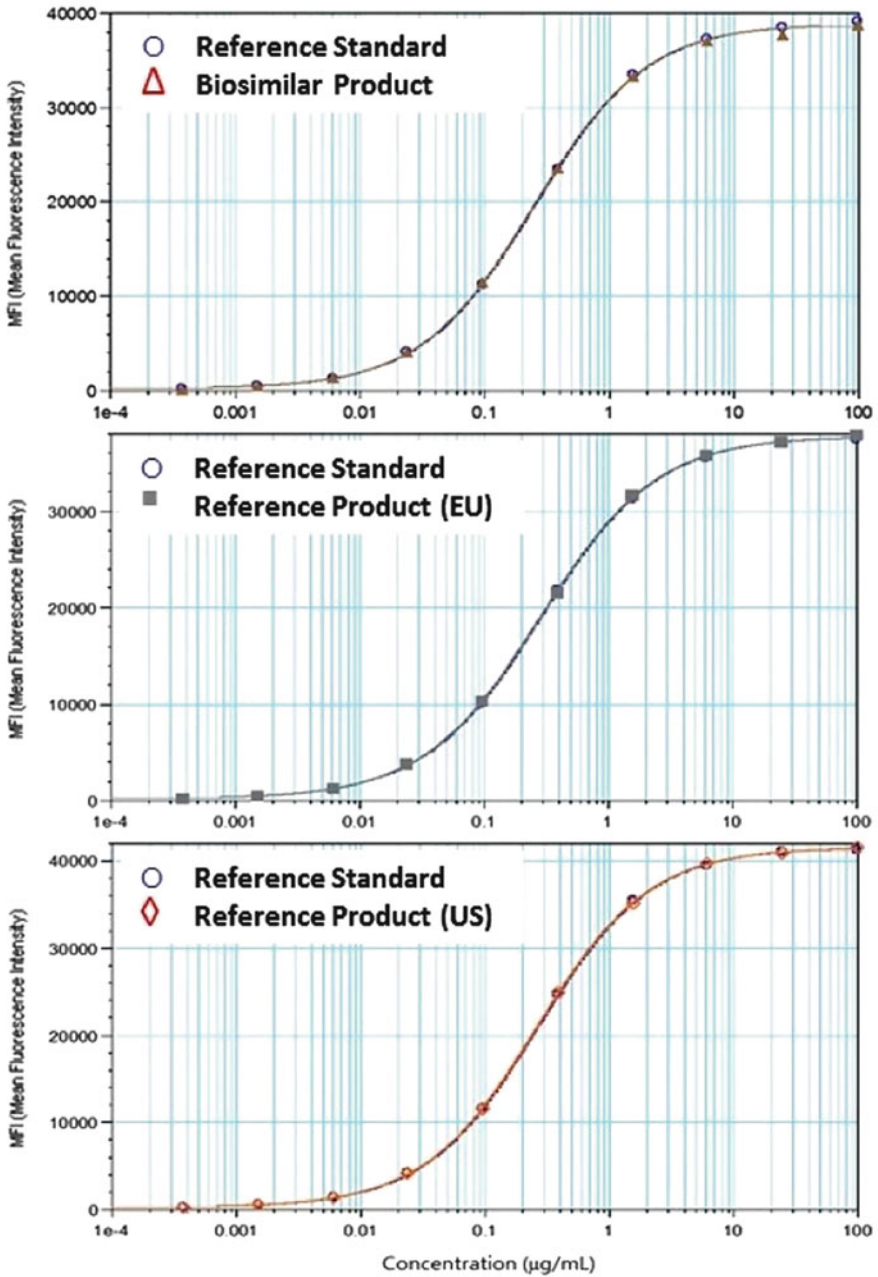 40000
30000
20000
10000
0
MFI (Mean Fluorescence Intensity)
Reference Standard
Biosimilar Product
1e-4 0.001 0.01 0.1 1 10 100
30000
20000
10000
0
MFI (Mean Fluorescence Intensity)
Reference Standard
Reference Product (EU)
1e-4 0.001 0.01 0.1 1 10 100
40000
30000
20000
10000
0
MFI (Mean Fluorescence Intensity)
Reference Standard
Reference Product (US)
1e-4 0.001 0.01 0.1 1 10 100
Concentration (μg/mL)